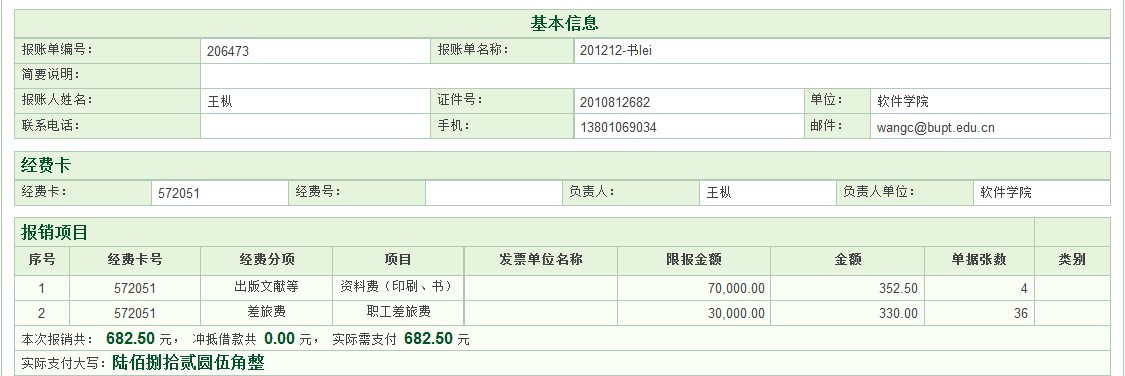 基本信息
报账单编号： 206473 报账单名称： 201212-书lei
简要说明：
报账人姓名： 王枞 证件号： 2010812682 单位： 软件学院
联系电话： 手机： 13801069034 邮件： wangc@bupt.edu.cn
经费卡
经费卡： 572051 经费号： 负责人： 王枞 负责人单位： 软件学院
报销项目
序号 经费卡号 经费分项 项目 发票单位名称 限报金额 金额 单据张数 类别
1 572051 出版文献等 资料费（印刷、书） 70,000.00 352.50 4
2 572051 差旅费 职工差旅费 30,000.00 330.00 36
本次报销共： 682.50 元， 冲抵借款共 0.00 元， 实际需支付 682.50 元
实际支付大写：陆佰捌拾贰圆伍角整